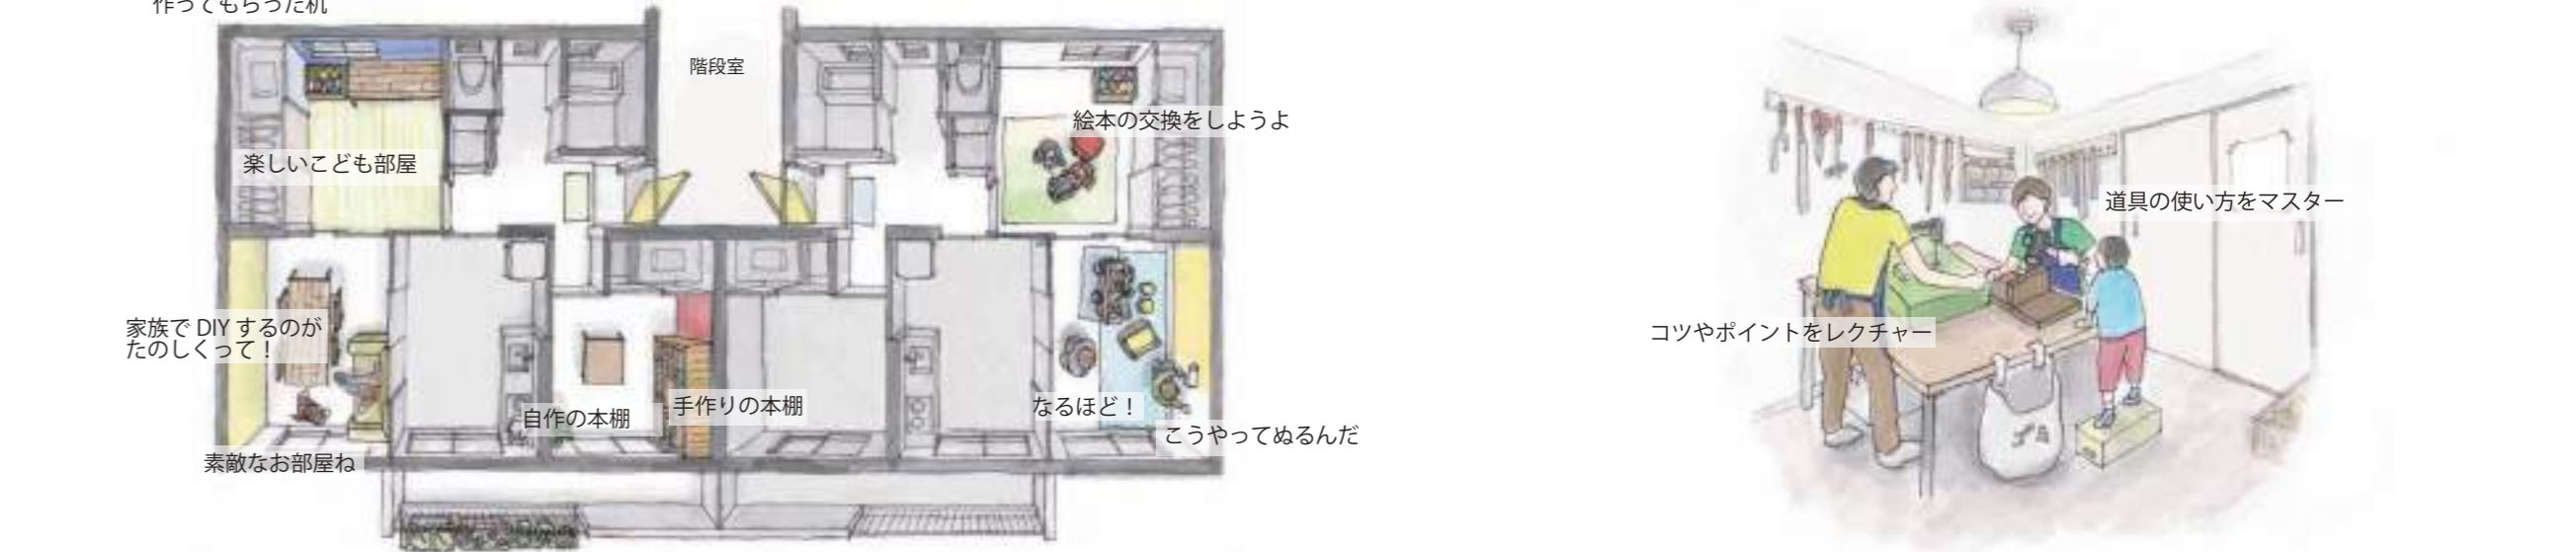 作ってもらった机
階段室
絵本の交換をしようよ
楽しいこども部屋
道具の使い方をマスター
家族で DIY するのが
たのしくって！
コツやポイントをレクチャー
自作の本棚
手作りの本棚
なるほど！
こうやってぬるんだ
素敵なお部屋ね